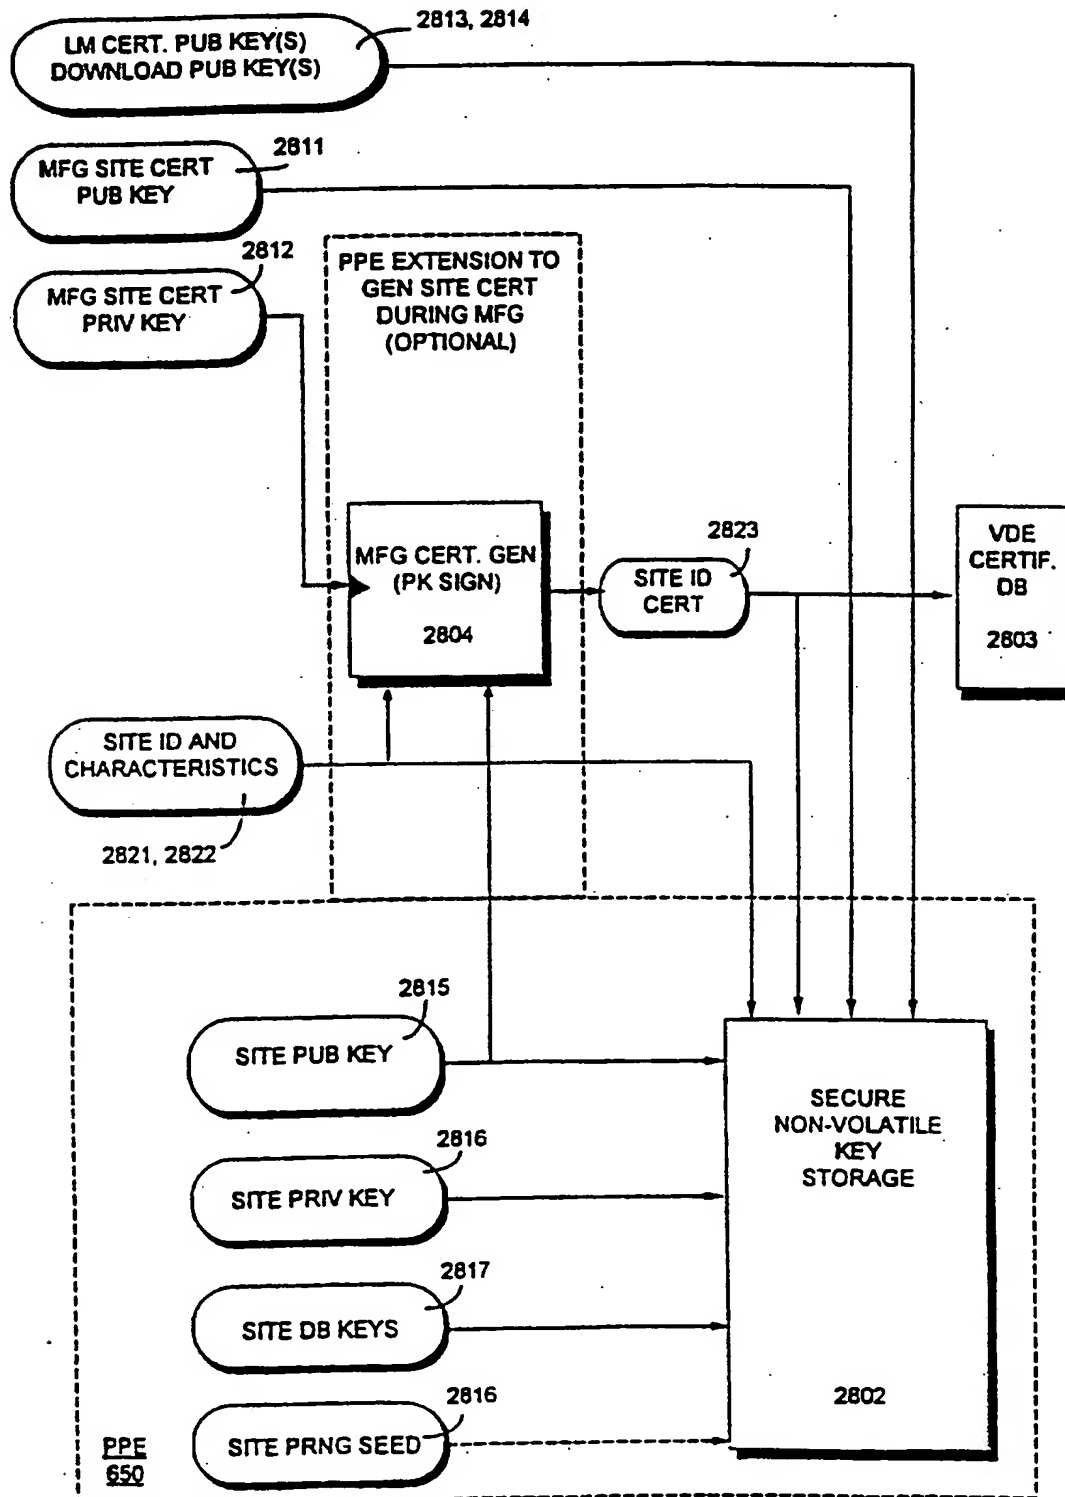 2813, 2814
LM CERT. PUB KEY(S)
DOWNLOAD PUB KEY(S)
2811
MFG SITE CERT
PUB KEY
2812
MFG SITE CERT
PRIV KEY
PPE EXTENSION TO
GEN SITE CERT
DURING MFG
(OPTIONAL)
MFG CERT. GEN
(PK SIGN)
2804
2823
SITE ID
CERT
VDE
CERTIF.
DB
2803
SITE ID AND
CHARACTERISTICS
2821, 2822
2815
SITE PUB KEY
2816
SITE PRIV KEY
2817
SITE DB KEYS
2816
SITE PRNG SEED
SECURE
NON-VOLATILE
KEY
STORAGE
2802
PPE
650